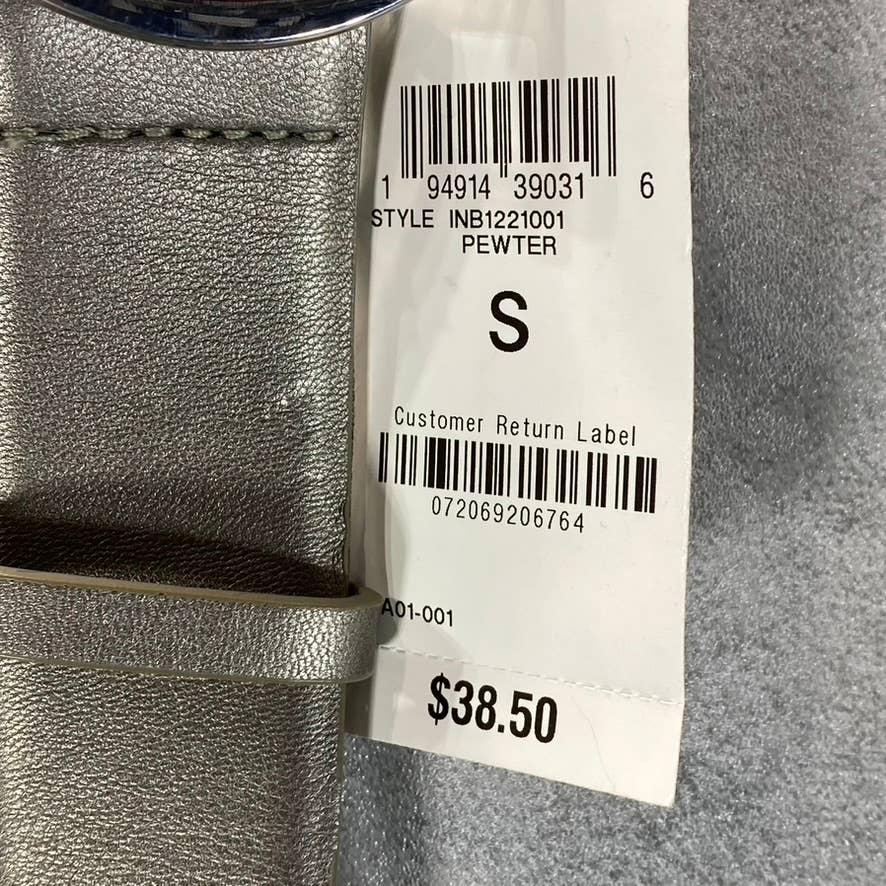 1 94914 39031 6
STYLE INB1221001
PEWTER
S
Customer Return Label
072069206764
A01-001
$38.50